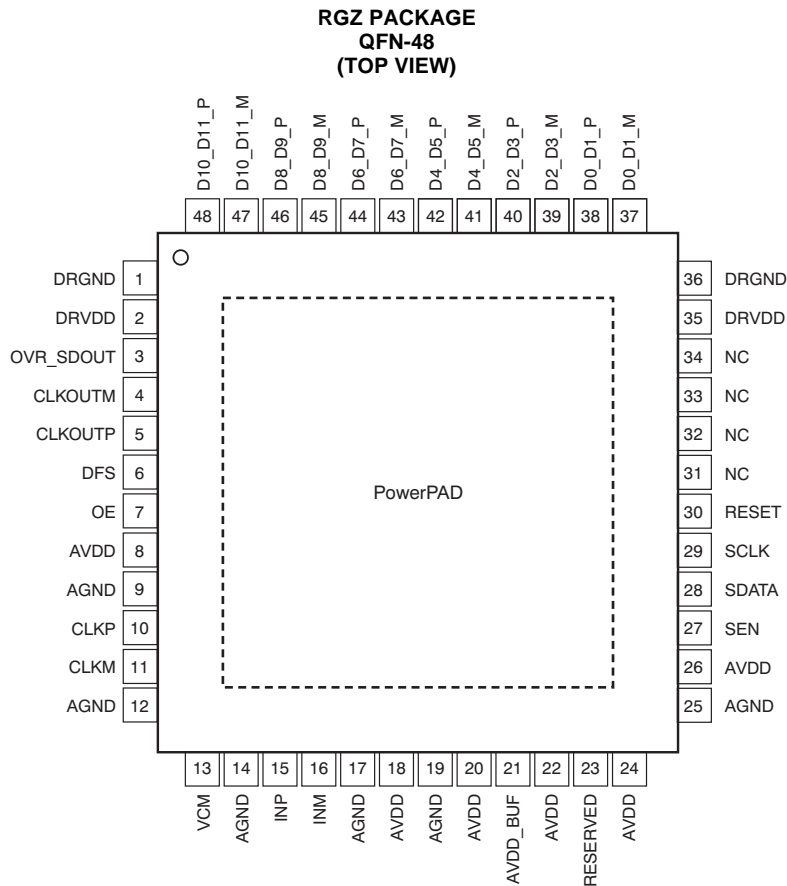 RGZ PACKAGE
QFN-48
(TOP VIEW)
D10_D11_P
D10_D11_M
D8_D9_P
D8_D9_M
D6_D7_P
D6_D7_M
D4_D5_P
D4_D5_M
D2_D3_P
D2_D3_M
D0_D1_P
D0_D1_M
48 47 46 45 44 43 42 41 40 39 38 37
DRGND 1
DRVDD 2
OVR_SDOUT 3
CLKOUTM 4
CLKOUTP 5
DFS 6
OE 7
AVDD 8
AGND 9
CLKP 10
CLKM 11
AGND 12
PowerPAD
36 DRGND
35 DRVDD
34 NC
33 NC
32 NC
31 NC
30 RESET
29 SCLK
28 SDATA
27 SEN
26 AVDD
25 AGND
13 14 15 16 17 18 19 20 21 22 23 24
VCM
AGND
INP
INM
AGND
AVDD
AGND
AVDD
AVDD_BUF
AVDD
RESERVED
AVDD